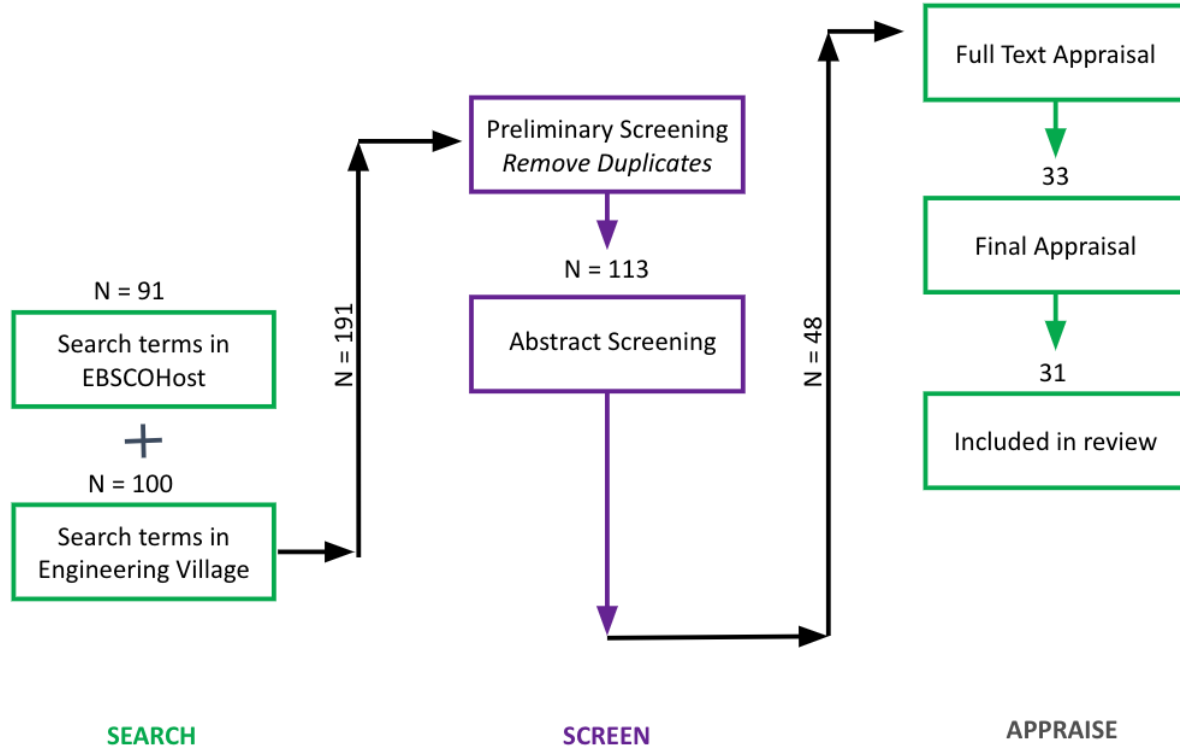 N = 91
Search terms in
EBSCOHost
+
N = 100
Search terms in
Engineering Village
N = 191
Preliminary Screening
Remove Duplicates
N = 113
Abstract Screening
N = 48
Full Text Appraisal
33
Final Appraisal
31
Included in review
SEARCH
SCREEN
APPRAISE